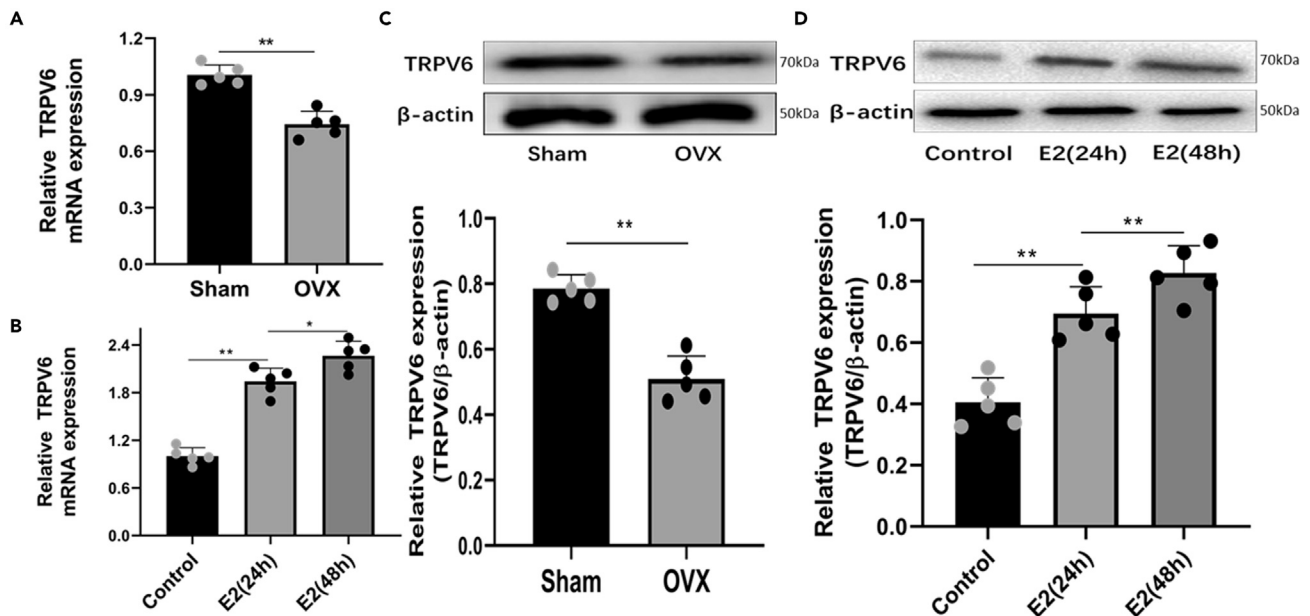 A
Relative TRPV6
mRNA expression
1.2
0.9
0.6
0.3
0.0
**
Sham
OVX
B
Relative TRPV6
mRNA expression
2.4
1.8
1.2
0.6
0.0
**
*
Control
E2(24h)
E2(48h)
C
TRPV6
70kDa
β-actin
50kDa
Sham
OVX
Relative TRPV6 expression
(TRPV6/β-actin)
1.0
0.8
0.6
0.4
0.2
0.0
**
Sham
OVX
D
TRPV6
70kDa
β-actin
50kDa
Control
E2(24h)
E2(48h)
Relative TRPV6 expression
(TRPV6/β-actin)
1.0
0.8
0.6
0.4
0.2
0.0
**
**
Control
E2(24h)
E2(48h)